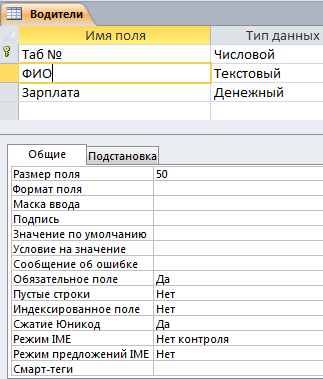 Водители
Имя поля Тип данных
Таб № Числовой
ФИО Текстовый
Зарплата Денежный
Общие Подстановка
Размер поля 50
Формат поля
Маска ввода
Подпись
Значение по умолчанию
Условие на значение
Сообщение об ошибке
Обязательное поле Да
Пустые строки Нет
Индексированное поле Нет
Сжатие Юникод Да
Режим IME Нет контроля
Режим предложений IME Нет
Смарт-теги